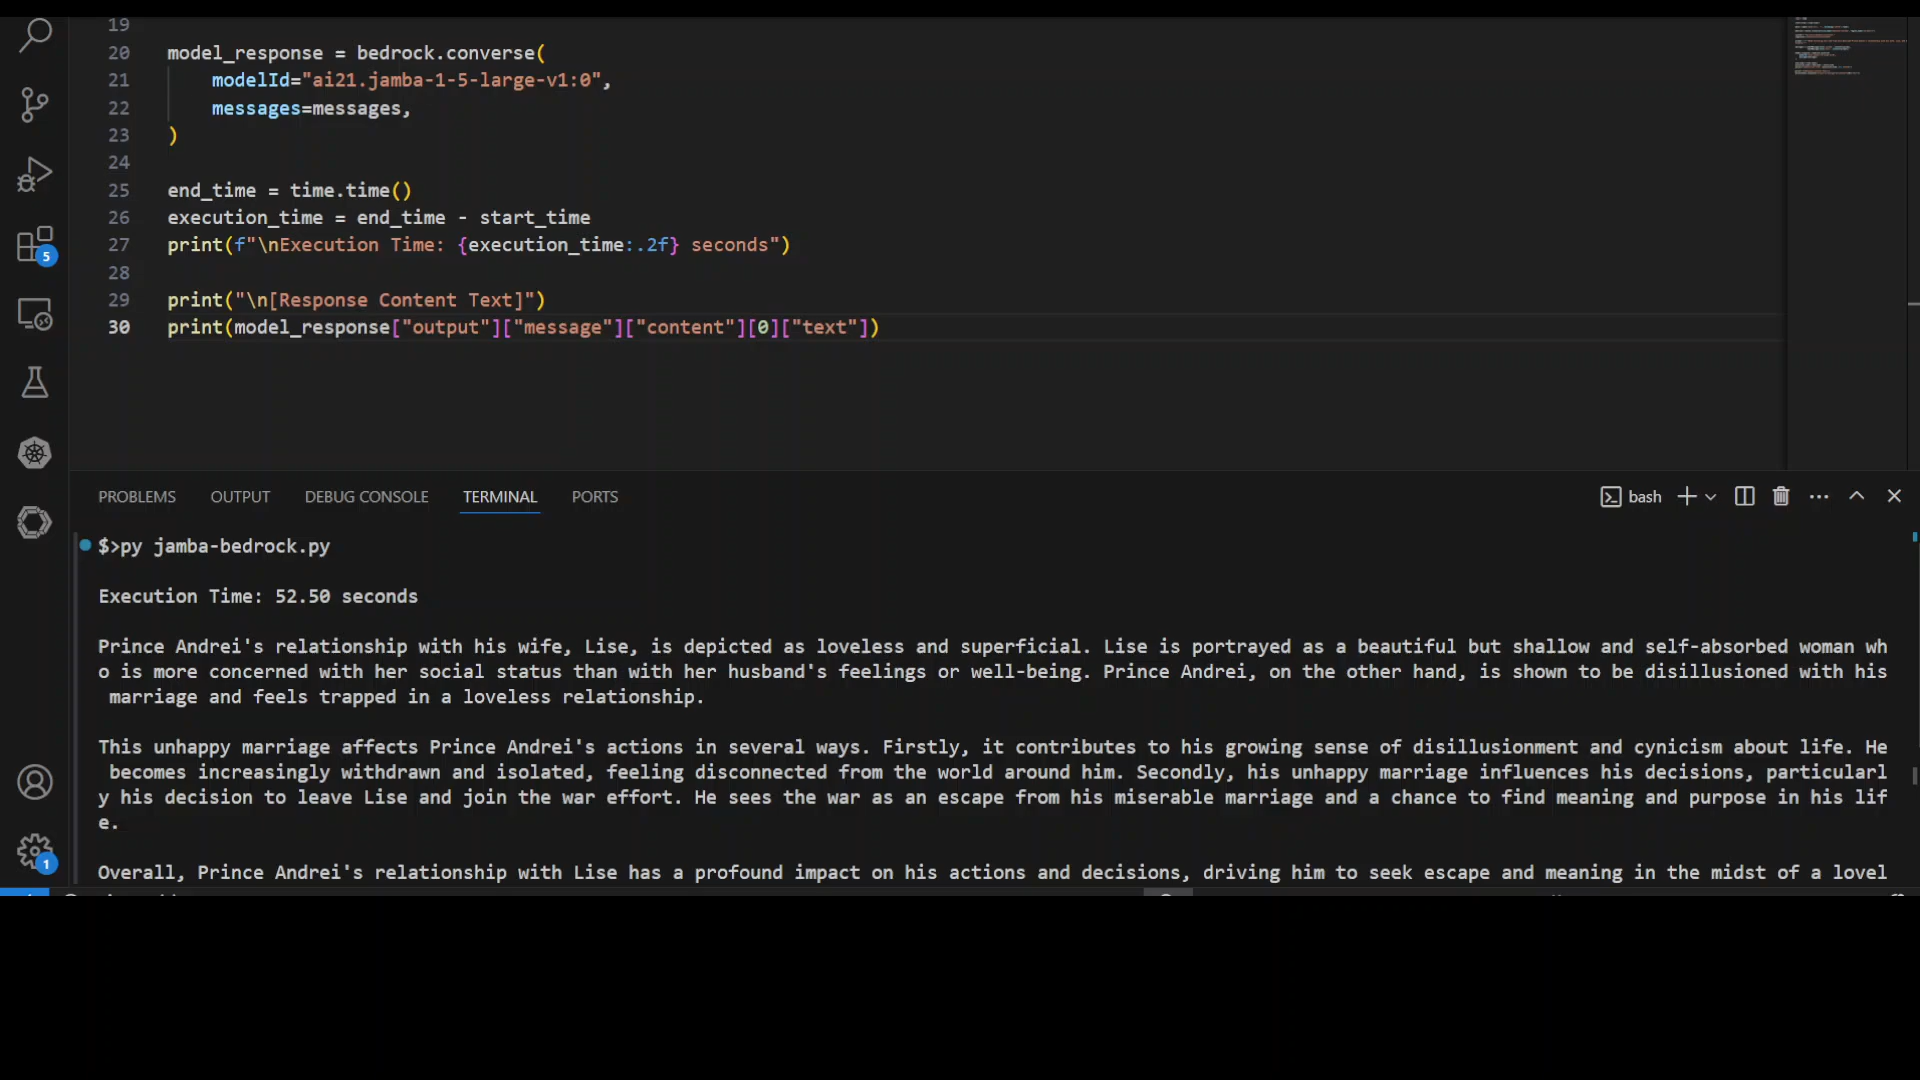 19
20 model_response = bedrock.converse(
21 modelId="ai21.jamba-1-5-large-v1:0",
22 messages=messages,
23 )
24
25 end_time = time.time()
26 execution_time = end_time - start_time
27 print(f"\nExecution Time: {execution_time:.2f} seconds")
28
29 print("\n[Response Content Text]")
30 print(model_response["output"]["message"]["content"][0]["text"])
5
PROBLEMS OUTPUT DEBUG CONSOLE TERMINAL PORTS bash
$>py jamba-bedrock.py
Execution Time: 52.50 seconds
Prince Andrei's relationship with his wife, Lise, is depicted as loveless and superficial. Lise is portrayed as a beautiful but shallow and self-absorbed woman wh
o is more concerned with her social status than with her husband's feelings or well-being. Prince Andrei, on the other hand, is shown to be disillusioned with his
marriage and feels trapped in a loveless relationship.
This unhappy marriage affects Prince Andrei's actions in several ways. Firstly, it contributes to his growing sense of disillusionment and cynicism about life. He
becomes increasingly withdrawn and isolated, feeling disconnected from the world around him. Secondly, his unhappy marriage influences his decisions, particularl
y his decision to leave Lise and join the war effort. He sees the war as an escape from his miserable marriage and a chance to find meaning and purpose in his lif
e.
Overall, Prince Andrei's relationship with Lise has a profound impact on his actions and decisions, driving him to seek escape and meaning in the midst of a lovel
1